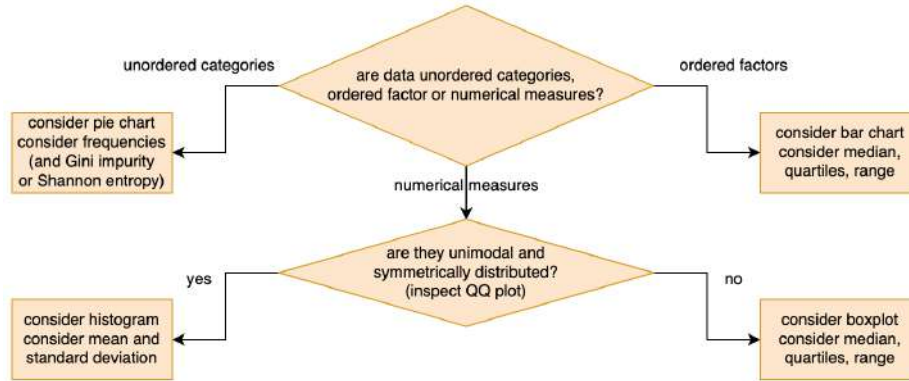 unordered categories
are data unordered categories,
ordered factor or numerical measures?
ordered factors
consider pie chart
consider frequencies
(and Gini impurity
or Shannon entropy)
consider bar chart
consider median,
quartiles, range
numerical measures
are they unimodal and
symmetrically distributed?
(inspect QQ plot)
yes
no
consider histogram
consider mean and
standard deviation
consider boxplot
consider median,
quartiles, range